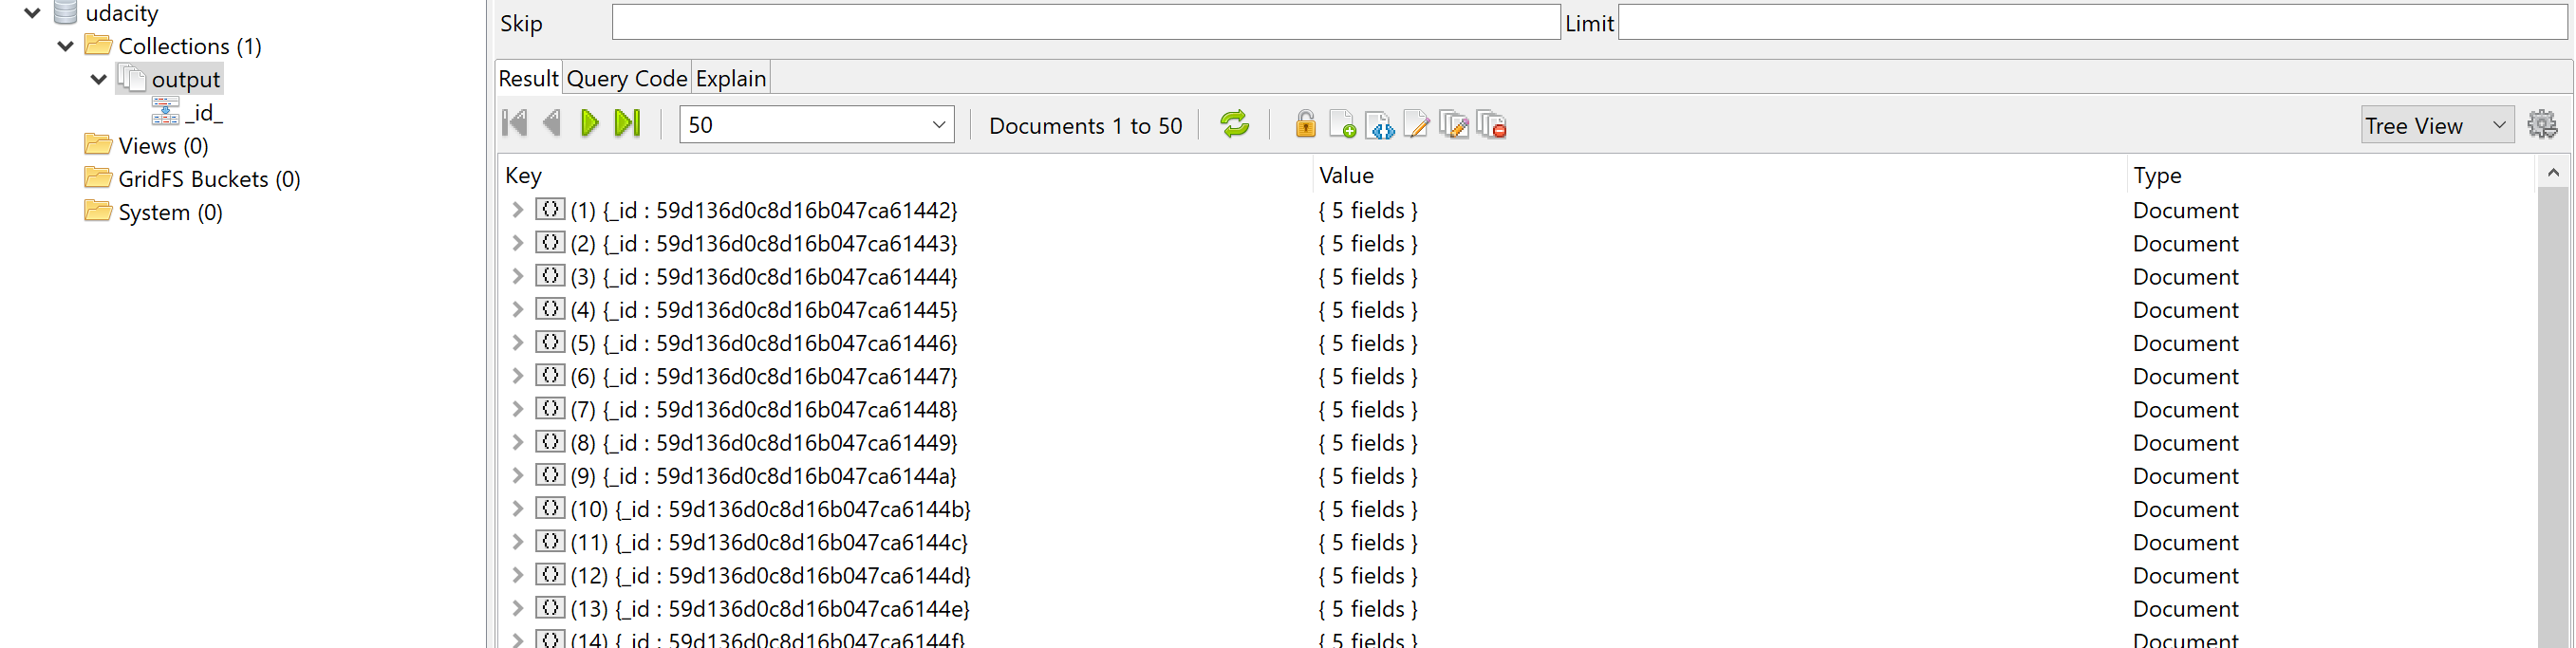 udacity
Collections (1)
output
_id_
Views (0)
GridFS Buckets (0)
System (0)
Skip Limit
Result Query Code Explain
50 Documents 1 to 50 Tree View
Key Value Type
(1) {_id : 59d136d0c8d16b047ca61442} { 5 fields } Document
(2) {_id : 59d136d0c8d16b047ca61443} { 5 fields } Document
(3) {_id : 59d136d0c8d16b047ca61444} { 5 fields } Document
(4) {_id : 59d136d0c8d16b047ca61445} { 5 fields } Document
(5) {_id : 59d136d0c8d16b047ca61446} { 5 fields } Document
(6) {_id : 59d136d0c8d16b047ca61447} { 5 fields } Document
(7) {_id : 59d136d0c8d16b047ca61448} { 5 fields } Document
(8) {_id : 59d136d0c8d16b047ca61449} { 5 fields } Document
(9) {_id : 59d136d0c8d16b047ca6144a} { 5 fields } Document
(10) {_id : 59d136d0c8d16b047ca6144b} { 5 fields } Document
(11) {_id : 59d136d0c8d16b047ca6144c} { 5 fields } Document
(12) {_id : 59d136d0c8d16b047ca6144d} { 5 fields } Document
(13) {_id : 59d136d0c8d16b047ca6144e} { 5 fields } Document
(14) {_id : 59d136d0c8d16b047ca6144f} { 5 fields } Document